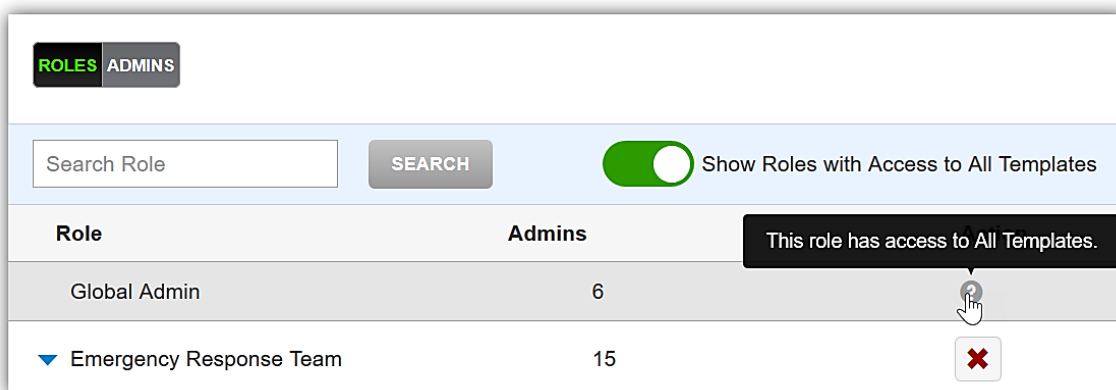 ROLES ADMINS
Search Role SEARCH Show Roles with Access to All Templates
Role Admins
This role has access to All Templates.
Global Admin 6 ?
Emergency Response Team 15